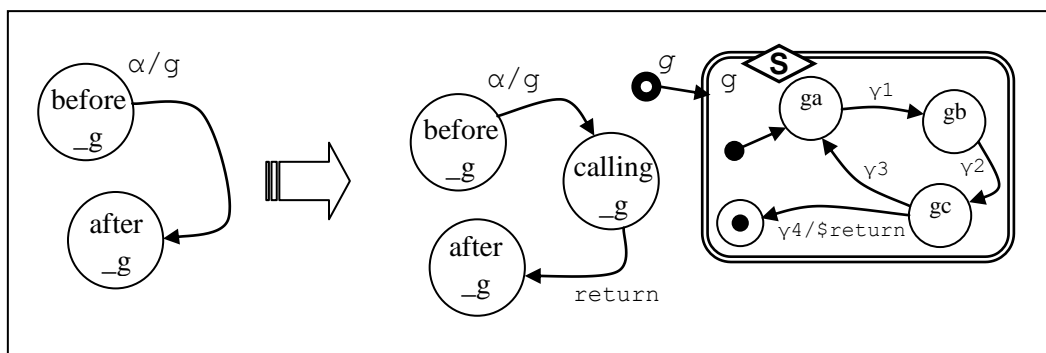 α/g
before
_g
after
_g
α/g
before
_g
calling
_g
after
_g
return
g
S
g
ga
γ1
gb
γ2
γ3
gc
γ4/$return